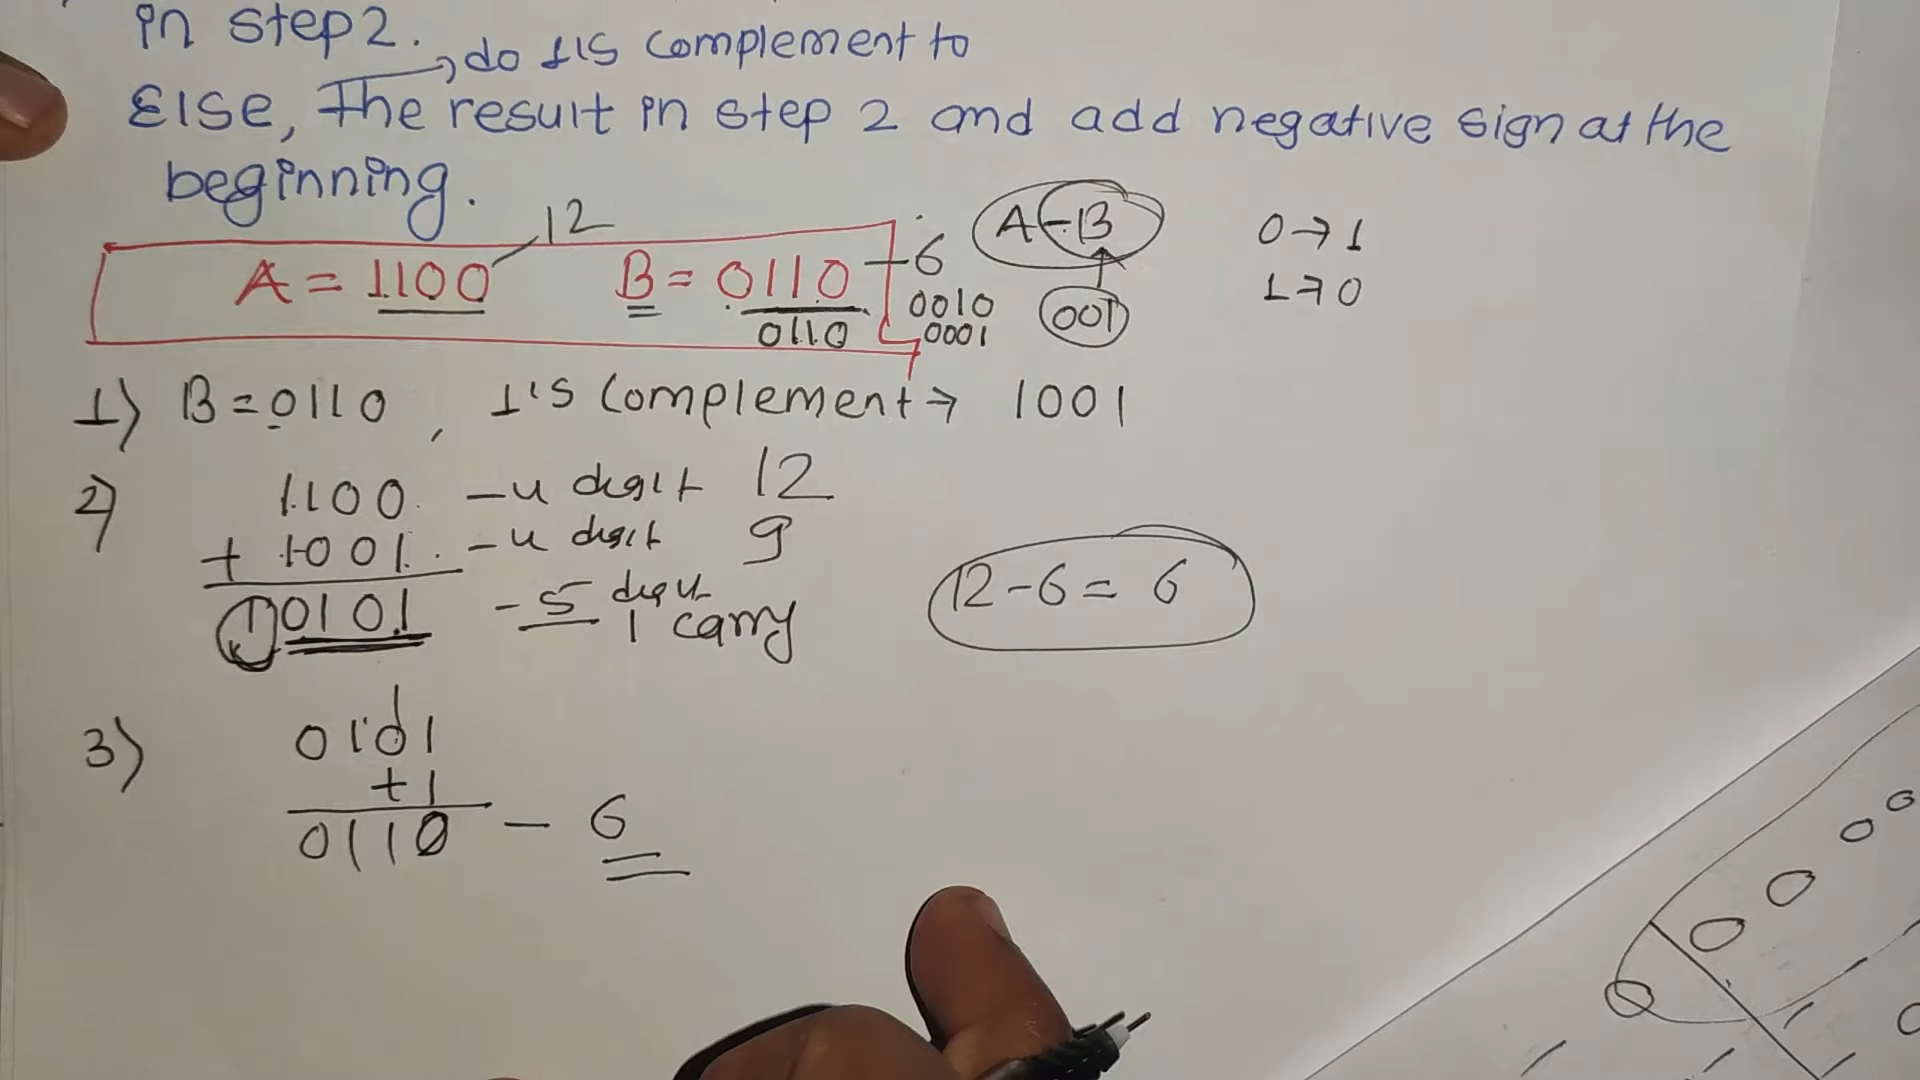 in step 2.
do 1's complement to
Else, The result in step 2 and add negative sign at the
beginning.
12
A - B
0 → 1
A = 1100
B = 0110
6
1 → 0
0010
001
0110
0001
1) B = 0110 , 1's Complement → 1001
2) 1100 - 4 digit 12
+ 1001 - 4 digit 9
10101 - 5 digit
1 carry
12 - 6 = 6
3) 1
0101
+1
0110 - 6